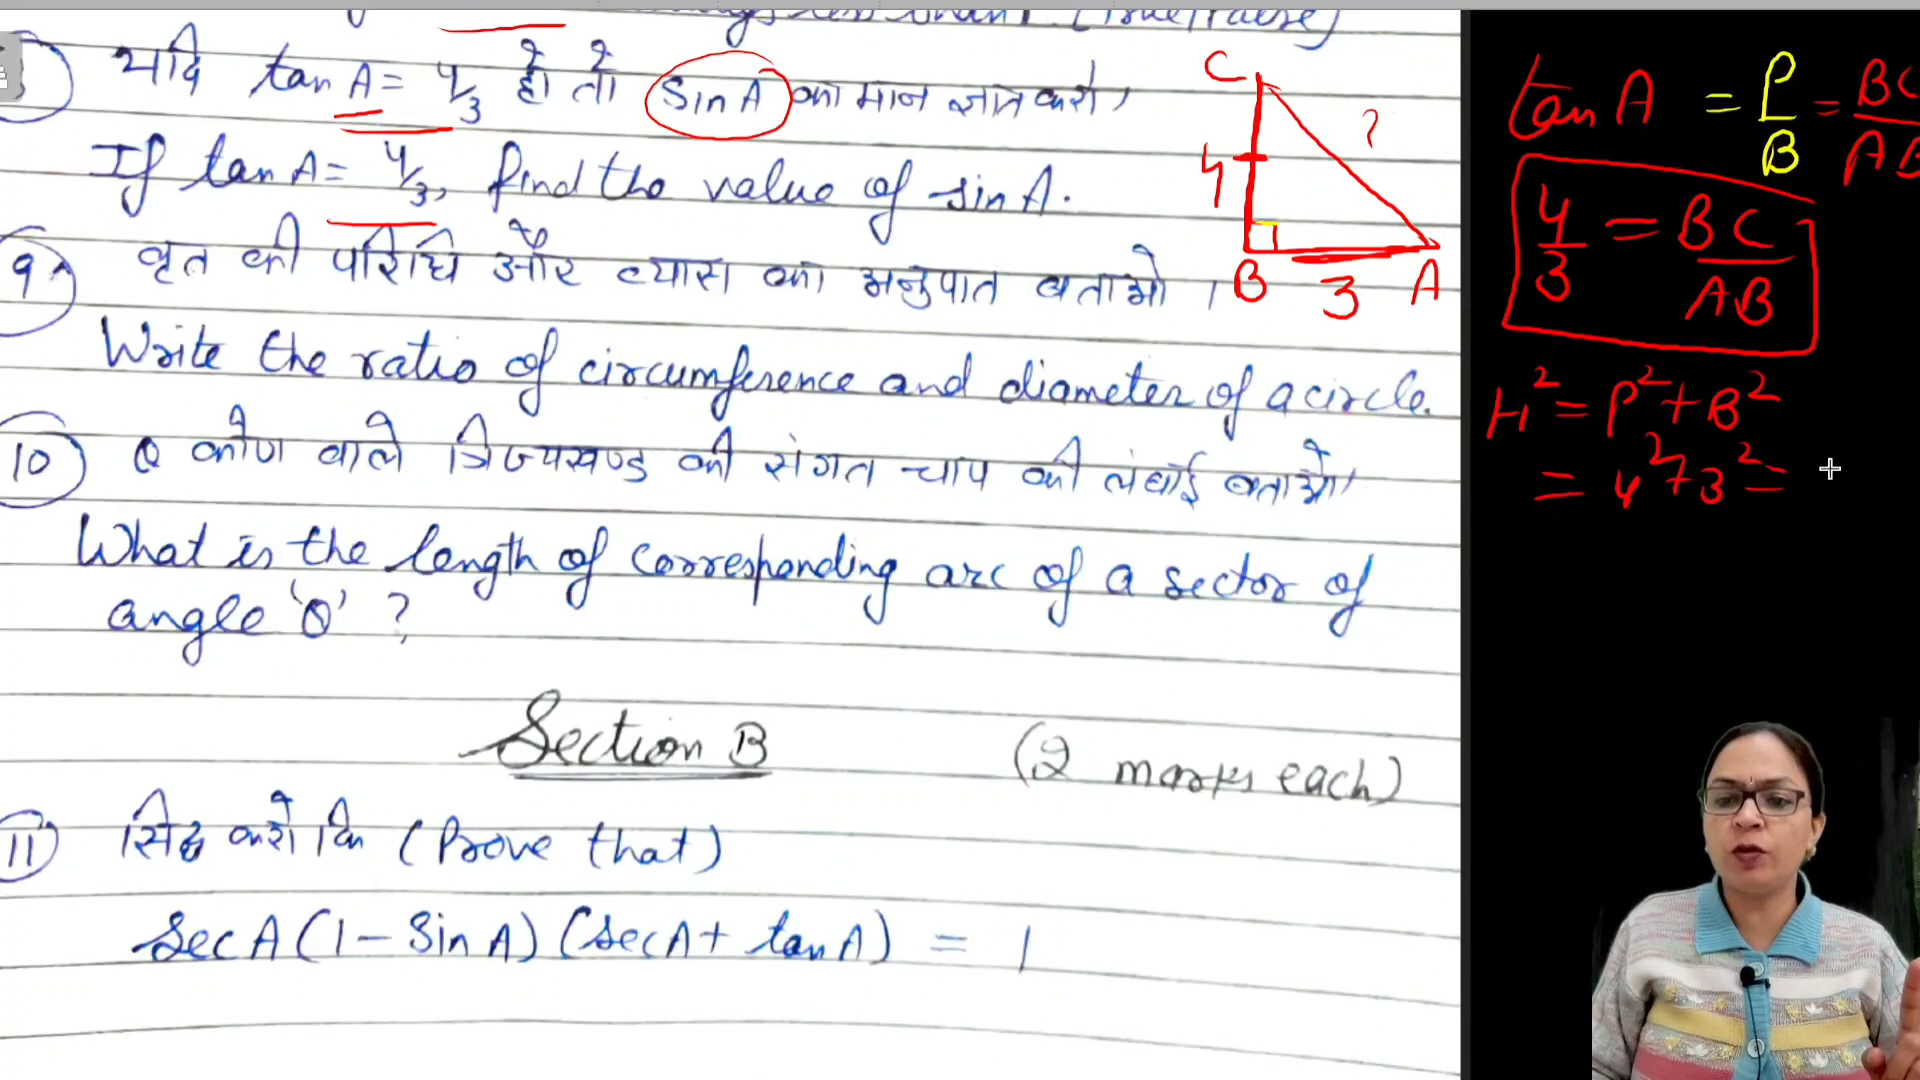 यदि tan A = 4/3 हो तो sin A का मान ज्ञात करो।
If tan A = 4/3, find the value of sin A.
9. वृत की परिधि और व्यास का अनुपात बताओ।
Write the ratio of circumference and diameter of a circle.
10 θ कोण वाले त्रिज्यखण्ड की संगत चाप की लंबाई बताओ।
What is the length of corresponding arc of a sector of
angle 'θ' ?
Section B (2 marks each)
11 सिद्ध करो कि (Prove that)
sec A (1 - Sin A) (sec A + tan A) = 1
C
4
?
B 3 A
tan A = P/B = BC/AB
4/3 = BC/AB
H² = P² + B²
= 4² + 3² =